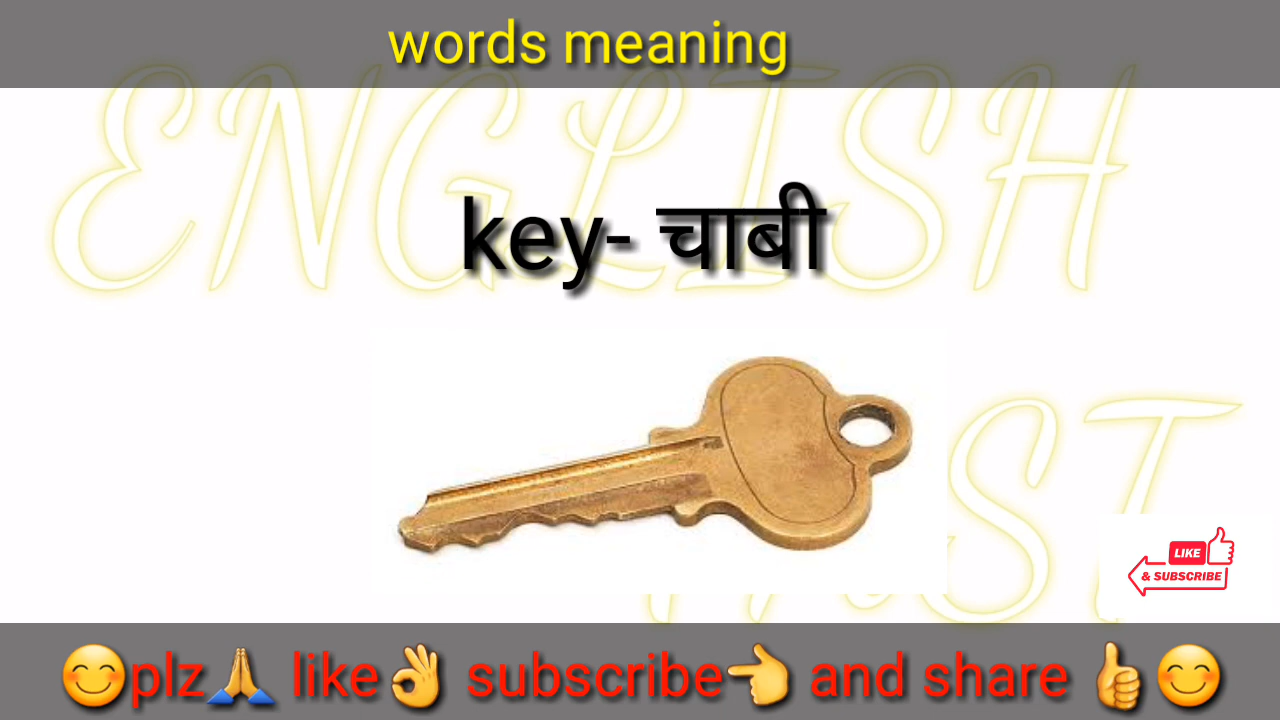 words meaning
ENGLISH
key- चाबी
LIKE
& SUBSCRIBE
😊plz🙏 like👌 subscribe👈 and share 👍😊